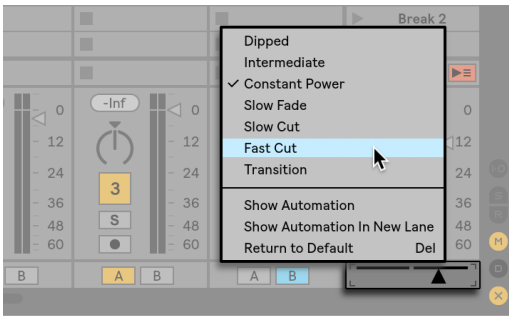 Break 2
Dipped
Intermediate
Constant Power
Slow Fade
Slow Cut
Fast Cut
Transition
Show Automation
Show Automation In New Lane
Return to Default Del
-Inf
0 0 0
12 12 12
24 24 24
3
36 36 36
S
48 48 48
60 60 60
R
M
D
B A B A B
X